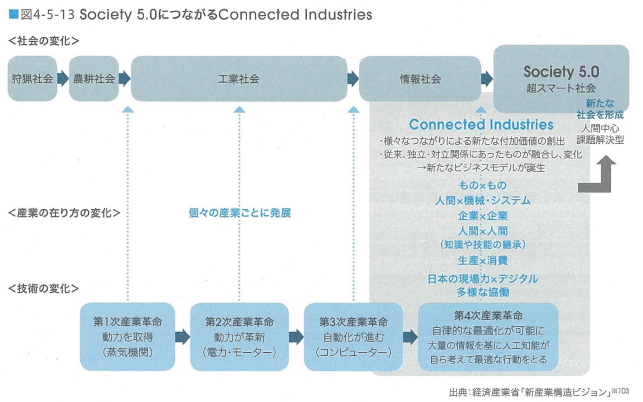 ■図4-5-13 Society 5.0につながるConnected Industries
<社会の変化>
狩猟社会
農耕社会
工業社会
情報社会
Society 5.0
超スマート社会
新たな
社会を形成
人間中心
課題解決型
Connected Industries
・様々なつながりによる新たな付加価値の創出
・従来、独立・対立関係にあったものが融合し、変化
→新たなビジネスモデルが誕生
<産業の在り方の変化>
個々の産業ごとに発展
もの×もの
人間×機械・システム
企業×企業
人間×人間
(知識や技能の継承)
生産×消費
日本の現場力×デジタル
多様な協働
<技術の変化>
第1次産業革命
動力を取得
(蒸気機関)
第2次産業革命
動力が革新
(電力・モーター)
第3次産業革命
自動化が進む
(コンピューター)
第4次産業革命
自律的な最適化が可能に
大量の情報を基に人工知能が
自ら考えて最適な行動をとる
出典:経済産業省「新産業構造ビジョン」※103